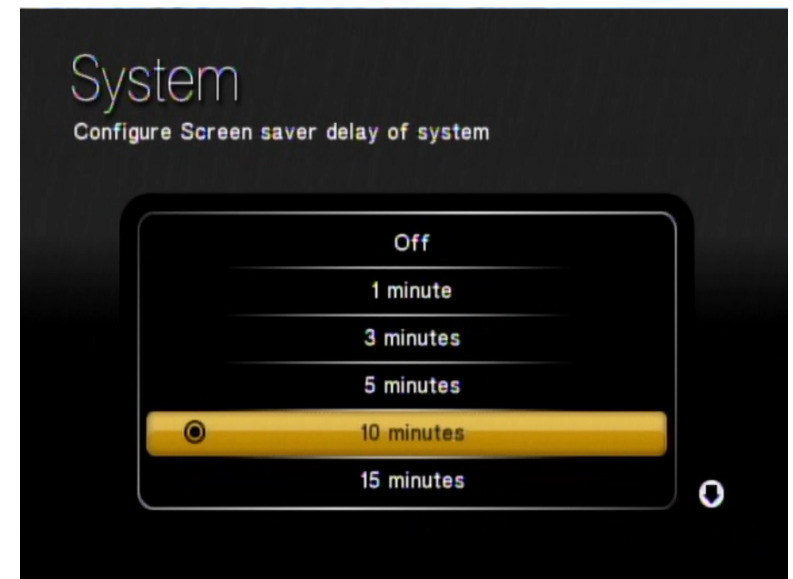 System
Configure Screen saver delay of system
Off
1 minute
3 minutes
5 minutes
10 minutes
15 minutes